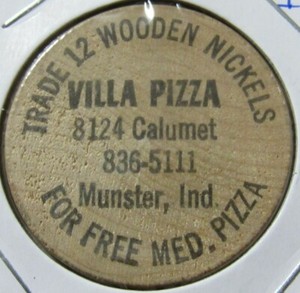 TRADE 12 WOODEN NICKELS
VILLA PIZZA
8124 Calumet
836-5111
Munster, Ind
FOR FREE MED. PIZZA